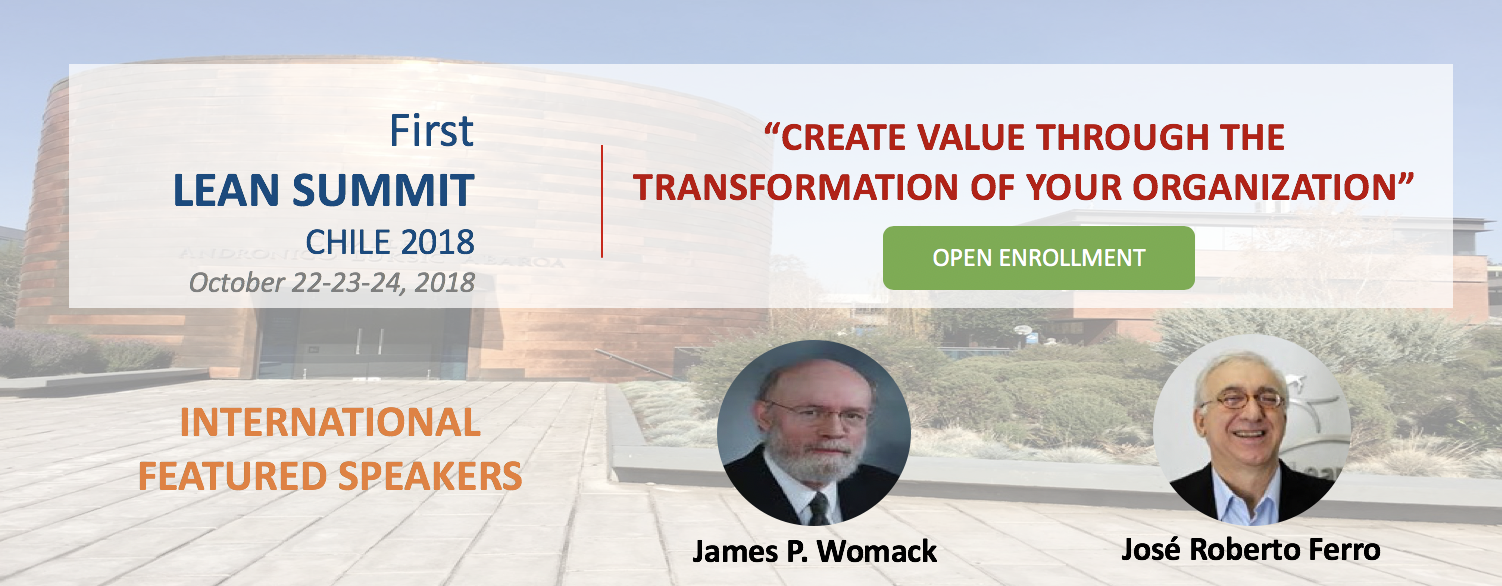 First
LEAN SUMMIT
CHILE 2018
October 22-23-24, 2018
“CREATE VALUE THROUGH THE
TRANSFORMATION OF YOUR ORGANIZATION”
OPEN ENROLLMENT
INTERNATIONAL
FEATURED SPEAKERS
James P. Womack
José Roberto Ferro